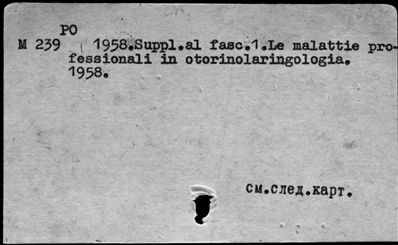 PO
M 239 1958.Suppl.al fasc.1.Le malattie pro-
fessionali in otorinolaringologia.
1958.
см.след.карт.